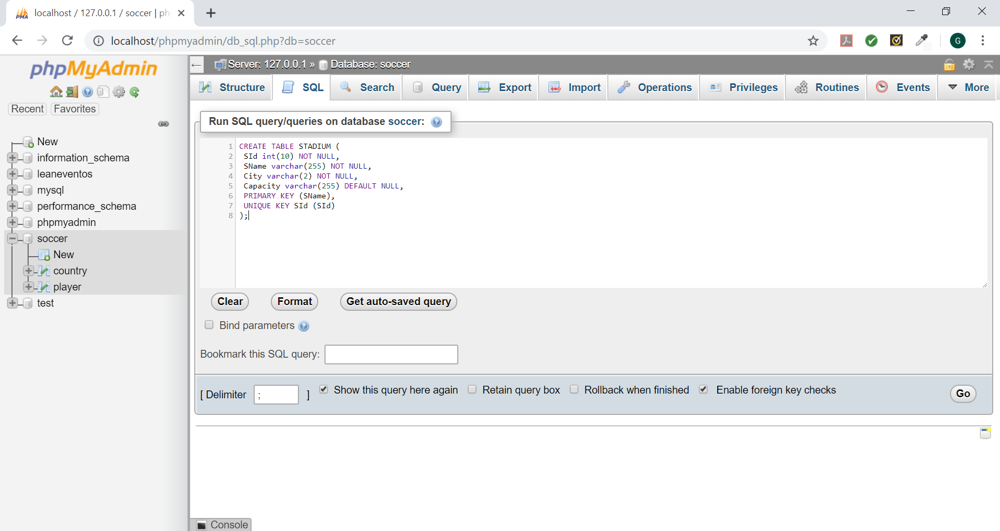 localhost / 127.0.0.1 / soccer | ph
localhost/phpmyadmin/db_sql.php?db=soccer
G
phpMyAdmin
Recent Favorites
New
information_schema
leaneventos
mysql
performance_schema
phpmyadmin
soccer
New
country
player
test
Server: 127.0.0.1 » Database: soccer
Structure SQL Search Query Export Import Operations Privileges Routines Events More
Run SQL query/queries on database soccer:
1 CREATE TABLE STADIUM (
2 SId int(10) NOT NULL,
3 SName varchar(255) NOT NULL,
4 City varchar(2) NOT NULL,
5 Capacity varchar(255) DEFAULT NULL,
6 PRIMARY KEY (SName),
7 UNIQUE KEY SId (SId)
8 );
Clear Format Get auto-saved query
Bind parameters
Bookmark this SQL query:
[ Delimiter ; ] Show this query here again Retain query box Rollback when finished Enable foreign key checks Go
Console